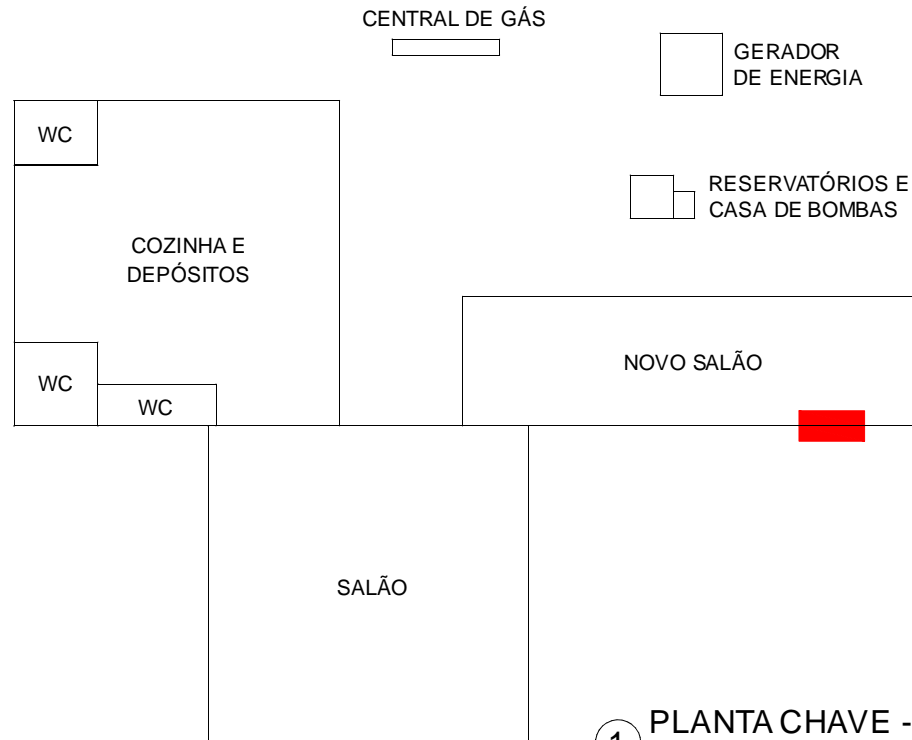 CENTRAL DE GÁS
GERADOR
DE ENERGIA
WC
RESERVATÓRIOS E
CASA DE BOMBAS
COZINHA E
DEPÓSITOS
NOVO SALÃO
WC
WC
SALÃO
1
PLANTA CHAVE -